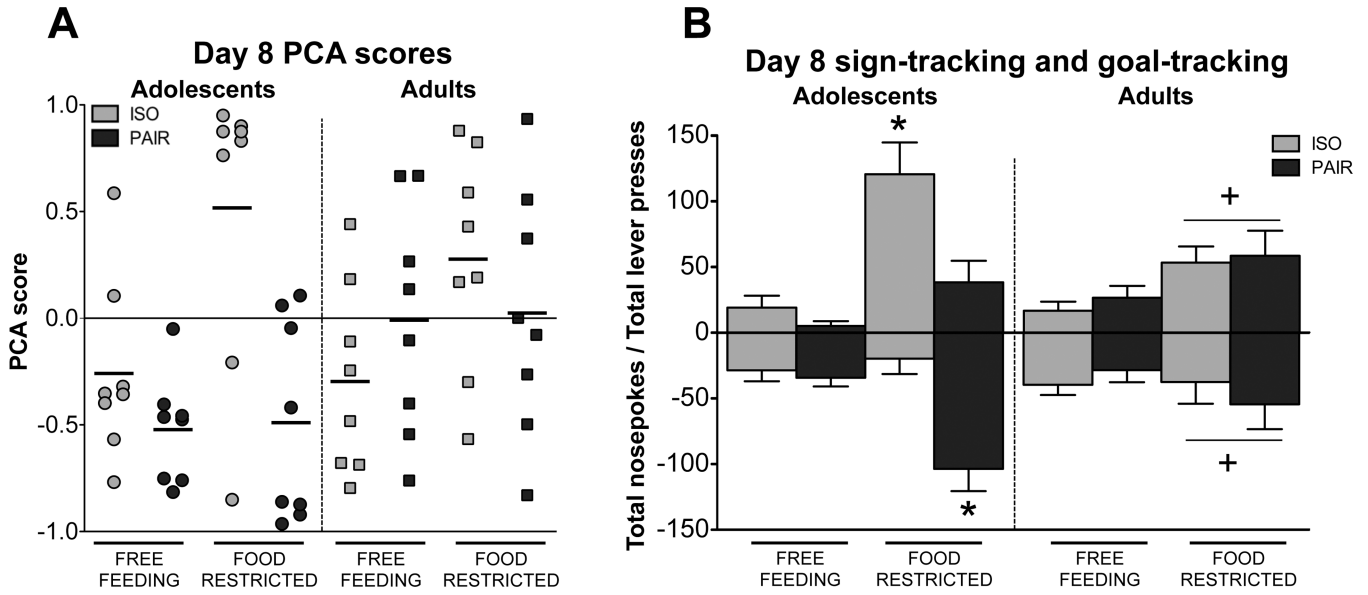 A
Day 8 PCA scores
Adolescents
Adults
ISO
PAIR
PCA score
1.0
0.5
0.0
-0.5
-1.0
FREE
FEEDING
FOOD
RESTRICTED
FREE
FEEDING
FOOD
RESTRICTED
B
Day 8 sign-tracking and goal-tracking
Adolescents
Adults
ISO
PAIR
Total nosepokes / Total lever presses
150
100
50
0
-50
-100
-150
*
*
+
+
FREE
FEEDING
FOOD
RESTRICTED
FREE
FEEDING
FOOD
RESTRICTED